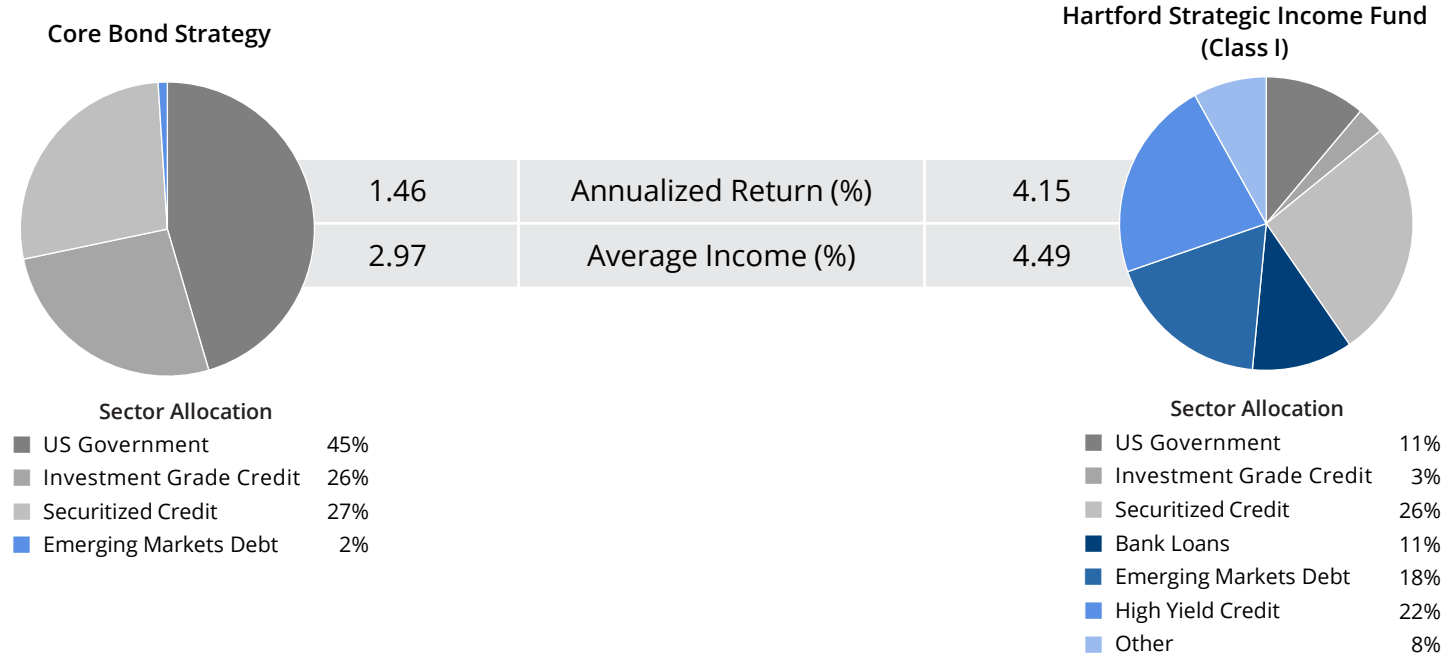 Core Bond Strategy
Hartford Strategic Income Fund
(Class I)
1.46 Annualized Return (%) 4.15
2.97 Average Income (%) 4.49
Sector Allocation
US Government 45%
Investment Grade Credit 26%
Securitized Credit 27%
Emerging Markets Debt 2%
Sector Allocation
US Government 11%
Investment Grade Credit 3%
Securitized Credit 26%
Bank Loans 11%
Emerging Markets Debt 18%
High Yield Credit 22%
Other 8%